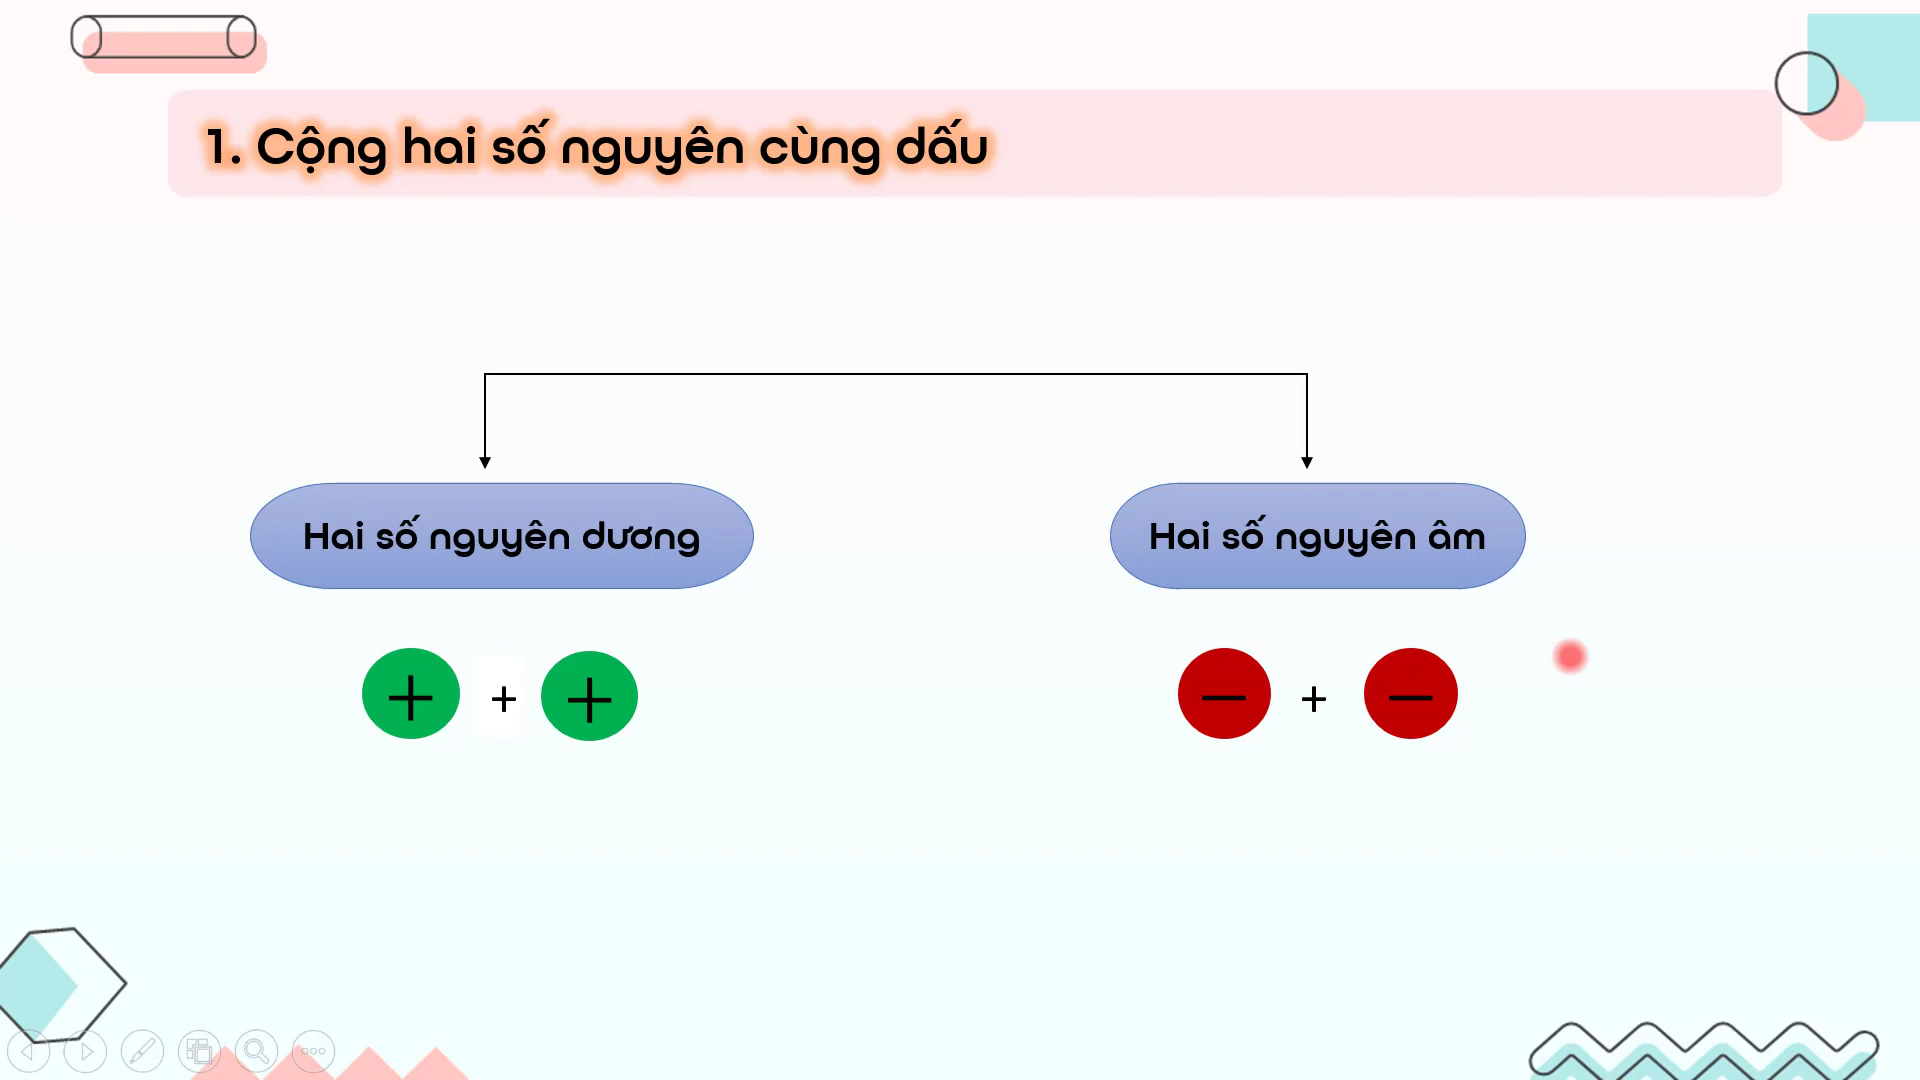 1. Cộng hai số nguyên cùng dấu
Hai số nguyên dương
Hai số nguyên âm
+ + +
− + −